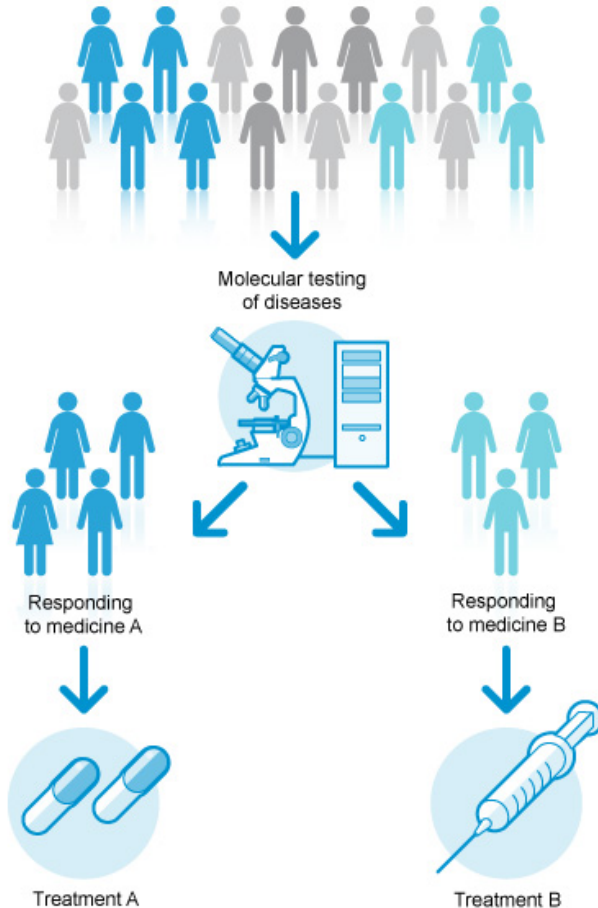 Molecular testing
of diseases
Responding
to medicine A
Responding
to medicine B
Treatment A
Treatment B